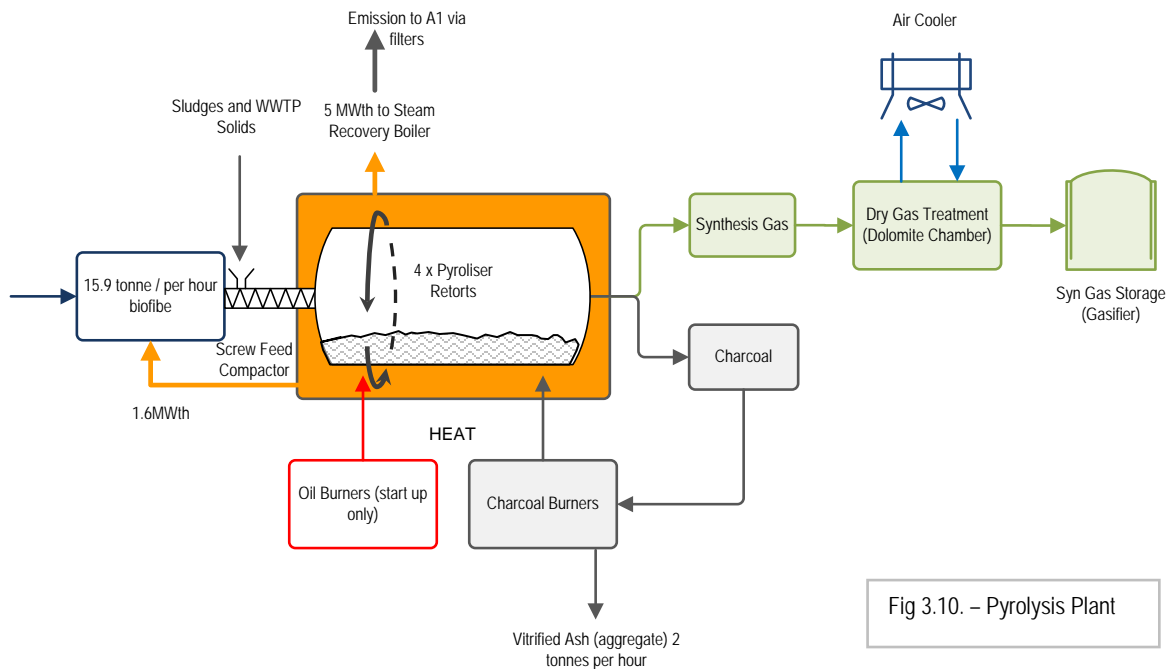 Emission to A1 via
filters
Air Cooler
Sludges and WWTP
Solids
5 MWth to Steam
Recovery Boiler
15.9 tonne / per hour
biofibe
4 x Pyroliser
Retorts
Synthesis Gas
Dry Gas Treatment
(Dolomite Chamber)
Syn Gas Storage
(Gasifier)
Screw Feed
Compactor
Charcoal
1.6MWth
HEAT
Oil Burners (start up
only)
Charcoal Burners
Fig 3.10. – Pyrolysis Plant
Vitrified Ash (aggregate) 2
tonnes per hour